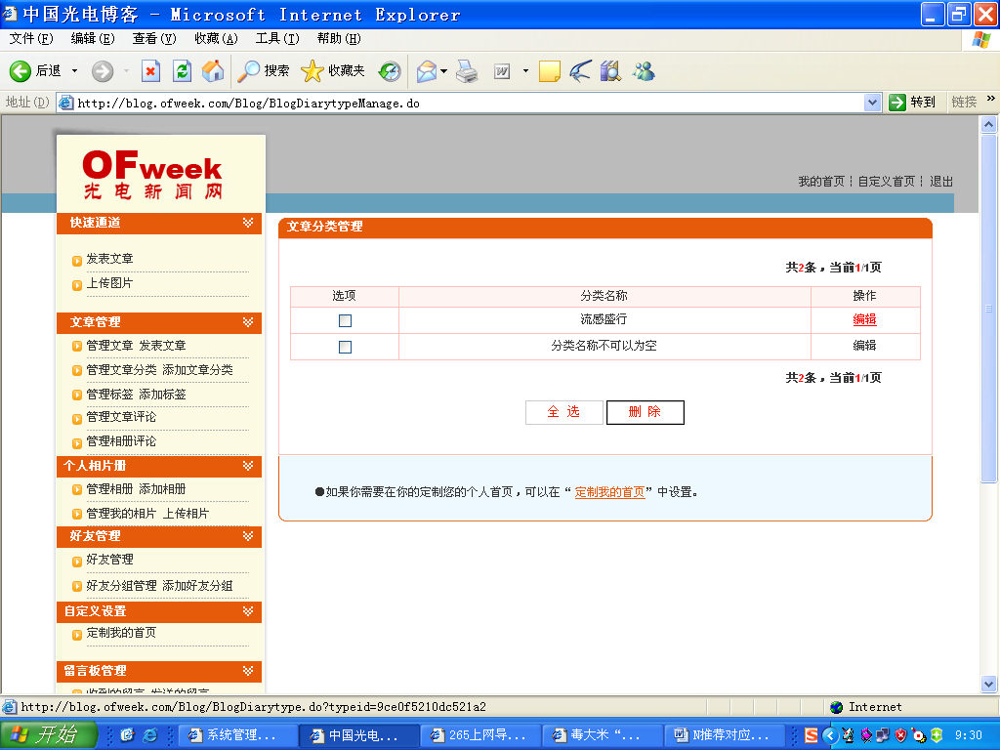 中国光电博客 - Microsoft Internet Explorer
文件(F) 编辑(E) 查看(V) 收藏(A) 工具(T) 帮助(H)
后退 搜索 收藏夹
地址(D) http://blog.ofweek.com/Blog/BlogDiarytypeManage.do 转到 链接 »
OFweek
光电新闻网
我的首页┆自定义首页┆ 退出
快速通道
发表文章
上传图片
文章管理
管理文章 发表文章
管理文章分类 添加文章分类
管理标签 添加标签
管理文章评论
管理相册评论
个人相片册
管理相册 添加相册
管理我的相片 上传相片
好友管理
好友管理
好友分组管理 添加好友分组
自定义设置
定制我的首页
留言板管理
收到的留言 发送的留言
文章分类管理
共2条，当前1/1页
选项 分类名称 操作
流感盛行 编辑
分类名称不可以为空 编辑
共2条，当前1/1页
全 选 删 除
●如果你需要在你的定制您的个人首页，可以在“ 定制我的首页”中设置。
http://blog.ofweek.com/Blog/BlogDiarytype.do?typeid=9ce0f5210dc521a2 Internet
开始 系统管理... 中国光电... 265上网导... 毒大米“... N推荐对应... 9:30